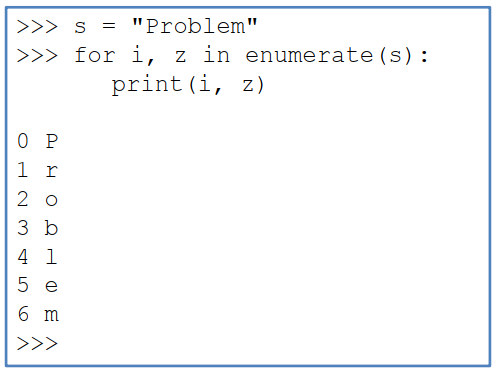 >>> s = "Problem"
>>> for i, z in enumerate(s):
        print(i, z)
0 P
1 r
2 o
3 b
4 l
5 e
6 m
>>>